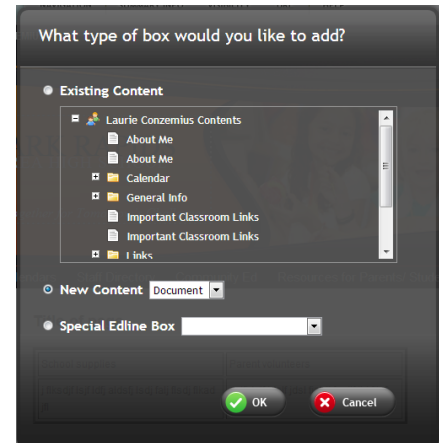 What type of box would you like to add?
Existing Content
Laurie Conzemius Contents
About Me
About Me
Calendar
General Info
Important Classroom Links
Important Classroom Links
Links
New Content Document
Special Edline Box
OK Cancel